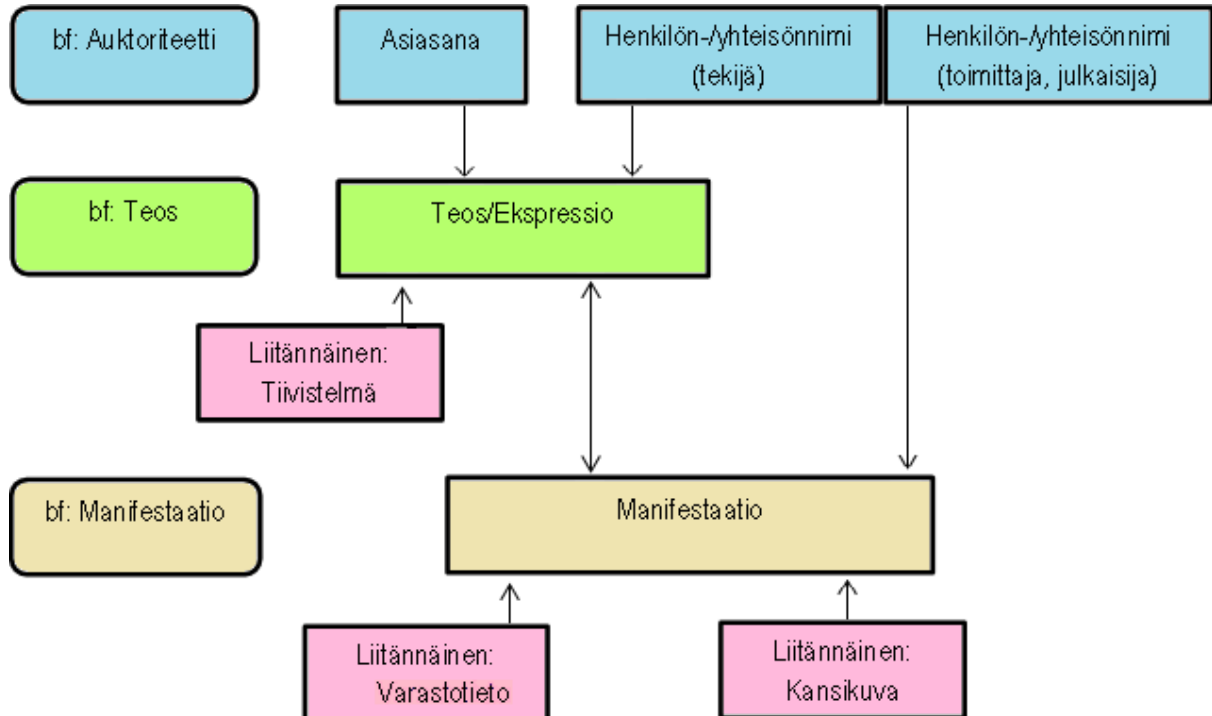 bf: Auktoriteetti
Asiasana
Henkilön-/yhteisönnimi
(tekijä)
Henkilön-/yhteisönnimi
(toimittaja, julkaisija)
bf: Teos
Teos/Ekspressio
Liitännäinen:
Tiivistelmä
bf: Manifestaatio
Manifestaatio
Liitännäinen:
Varastotieto
Liitännäinen:
Kansikuva